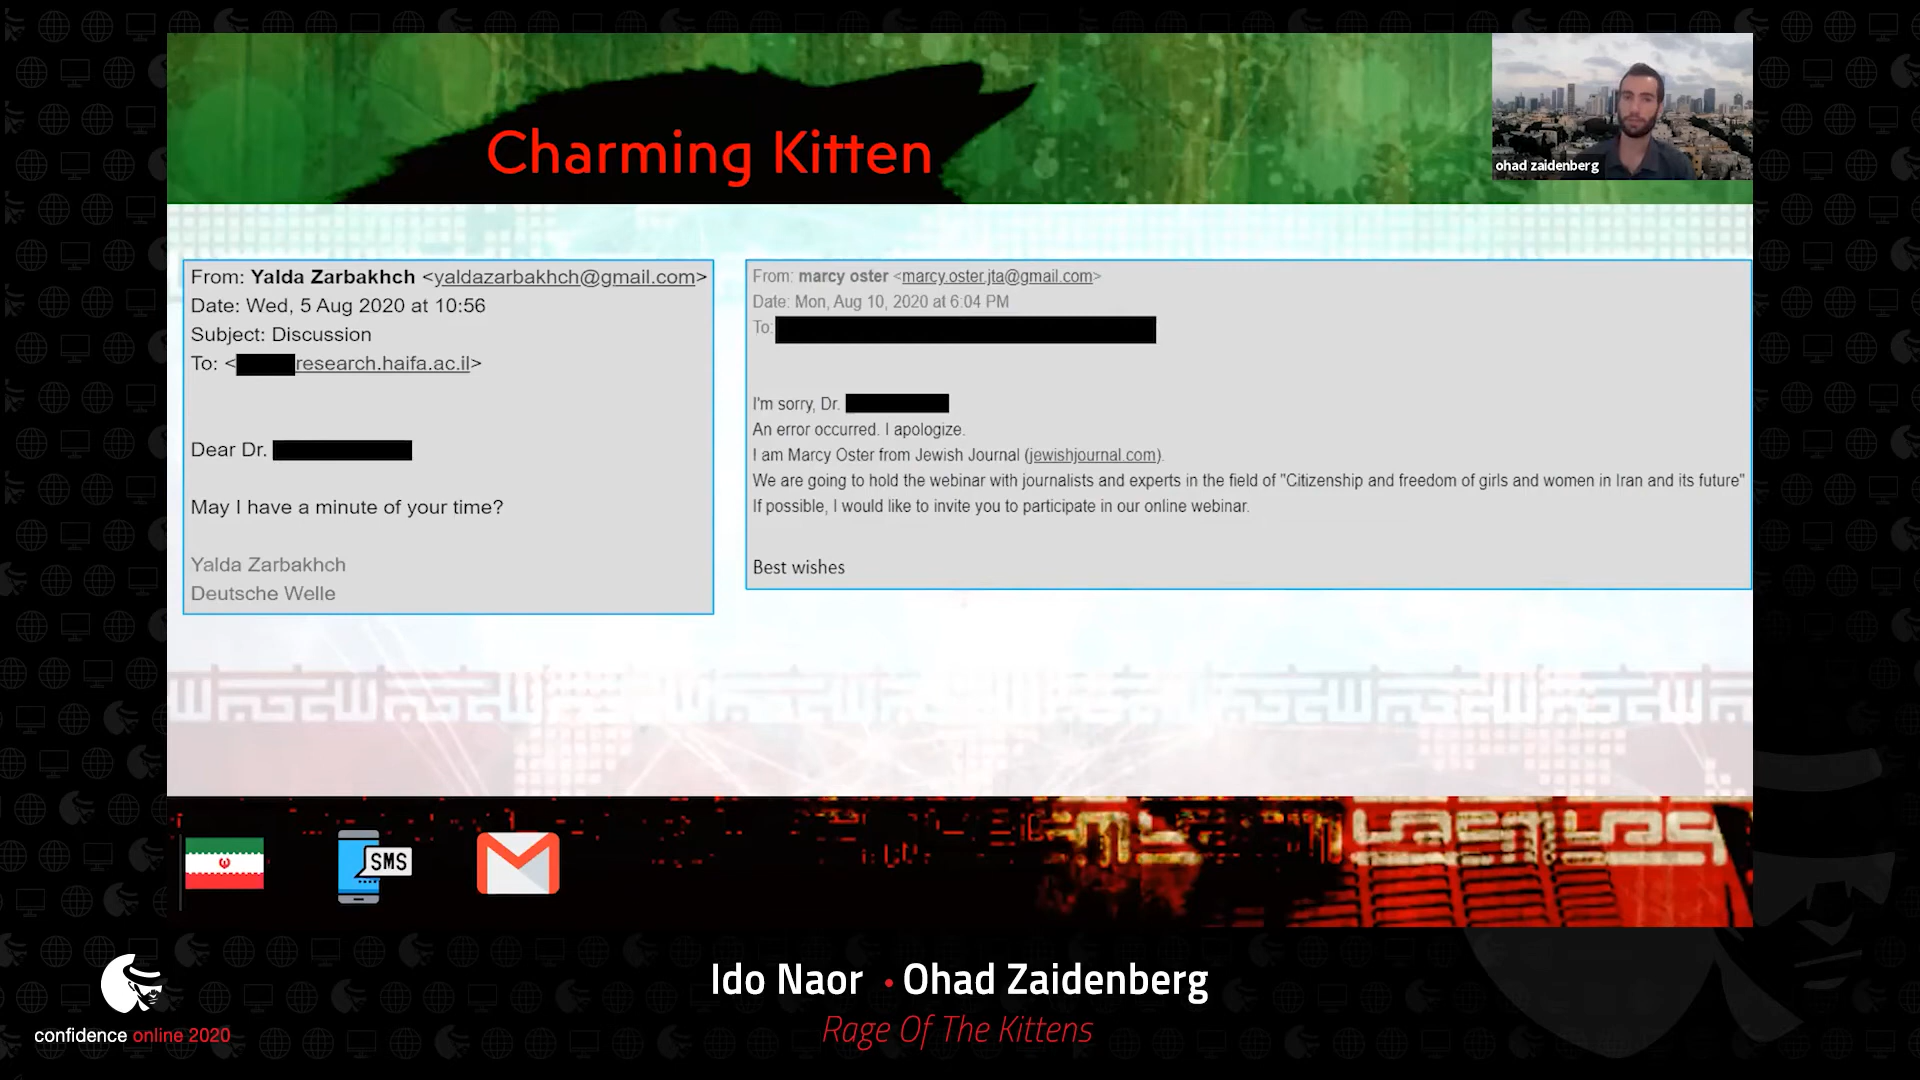 Charming Kitten
ohad zaidenberg
From: Yalda Zarbakhch <yaldazarbakhch@gmail.com>
Date: Wed, 5 Aug 2020 at 10:56
Subject: Discussion
To: < research.haifa.ac.il>
Dear Dr.
May I have a minute of your time?
Yalda Zarbakhch
Deutsche Welle
From: marcy oster <marcy.oster.jta@gmail.com>
Date: Mon, Aug 10, 2020 at 6:04 PM
To:
I'm sorry, Dr.
An error occurred. I apologize.
I am Marcy Oster from Jewish Journal (jewishjournal.com).
We are going to hold the webinar with journalists and experts in the field of "Citizenship and freedom of girls and women in Iran and its future"
If possible, I would like to invite you to participate in our online webinar.
Best wishes
SMS
Ido Naor • Ohad Zaidenberg
Rage Of The Kittens
confidence online 2020